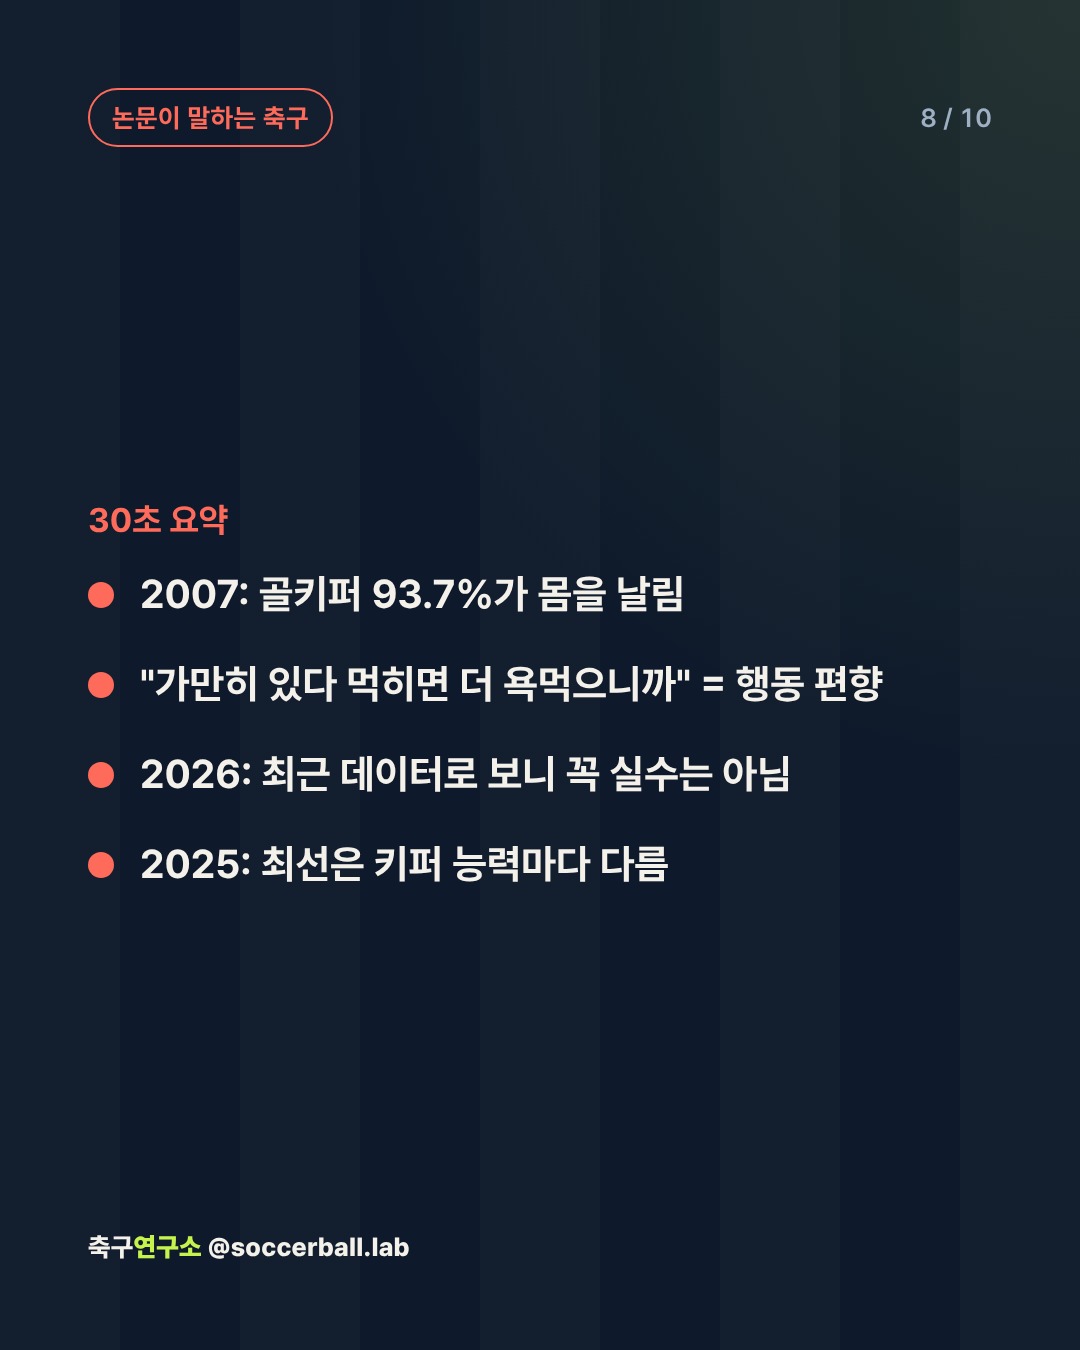 논문이 말하는 축구
8 / 10
30초 요약
2007: 골키퍼 93.7%가 몸을 날림
"가만히 있다 먹히면 더 욕먹으니까" = 행동 편향
2026: 최근 데이터로 보니 꼭 실수는 아님
2025: 최선은 키퍼 능력마다 다름
축구연구소 @soccerball.lab